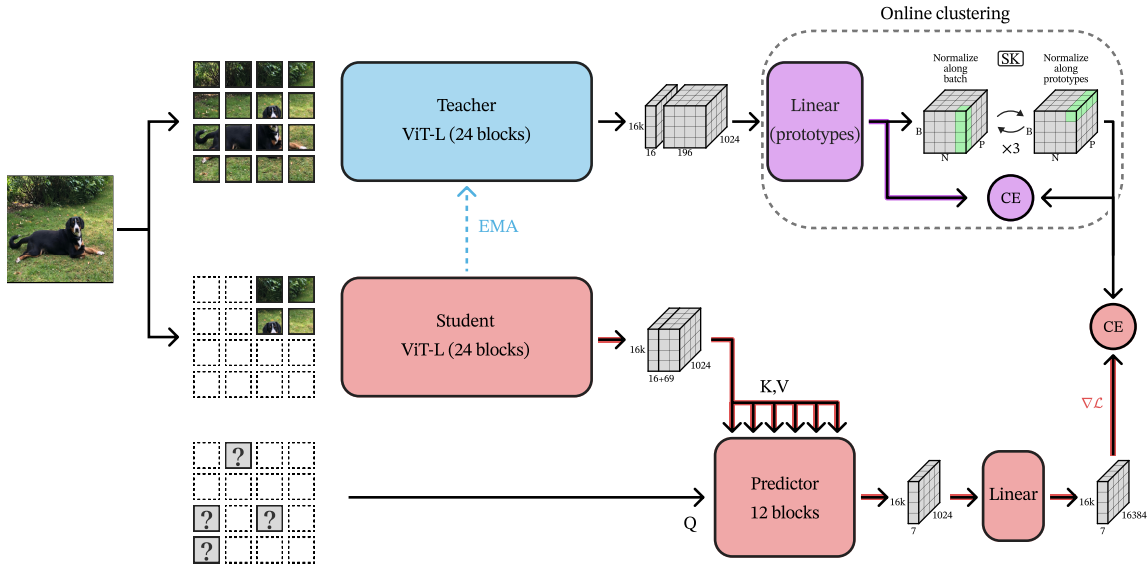 Online clustering
Teacher
ViT-L (24 blocks)
16k
16
196
1024
Linear
(prototypes)
Normalize
along
batch
SK
Normalize
along
prototypes
B
N
P
×3
B
N
P
CE
EMA
Student
ViT-L (24 blocks)
16k
16+69
1024
K,V
CE
∇ℒ
?
?
?
?
Q
Predictor
12 blocks
16k
7
1024
Linear
16k
7
16384